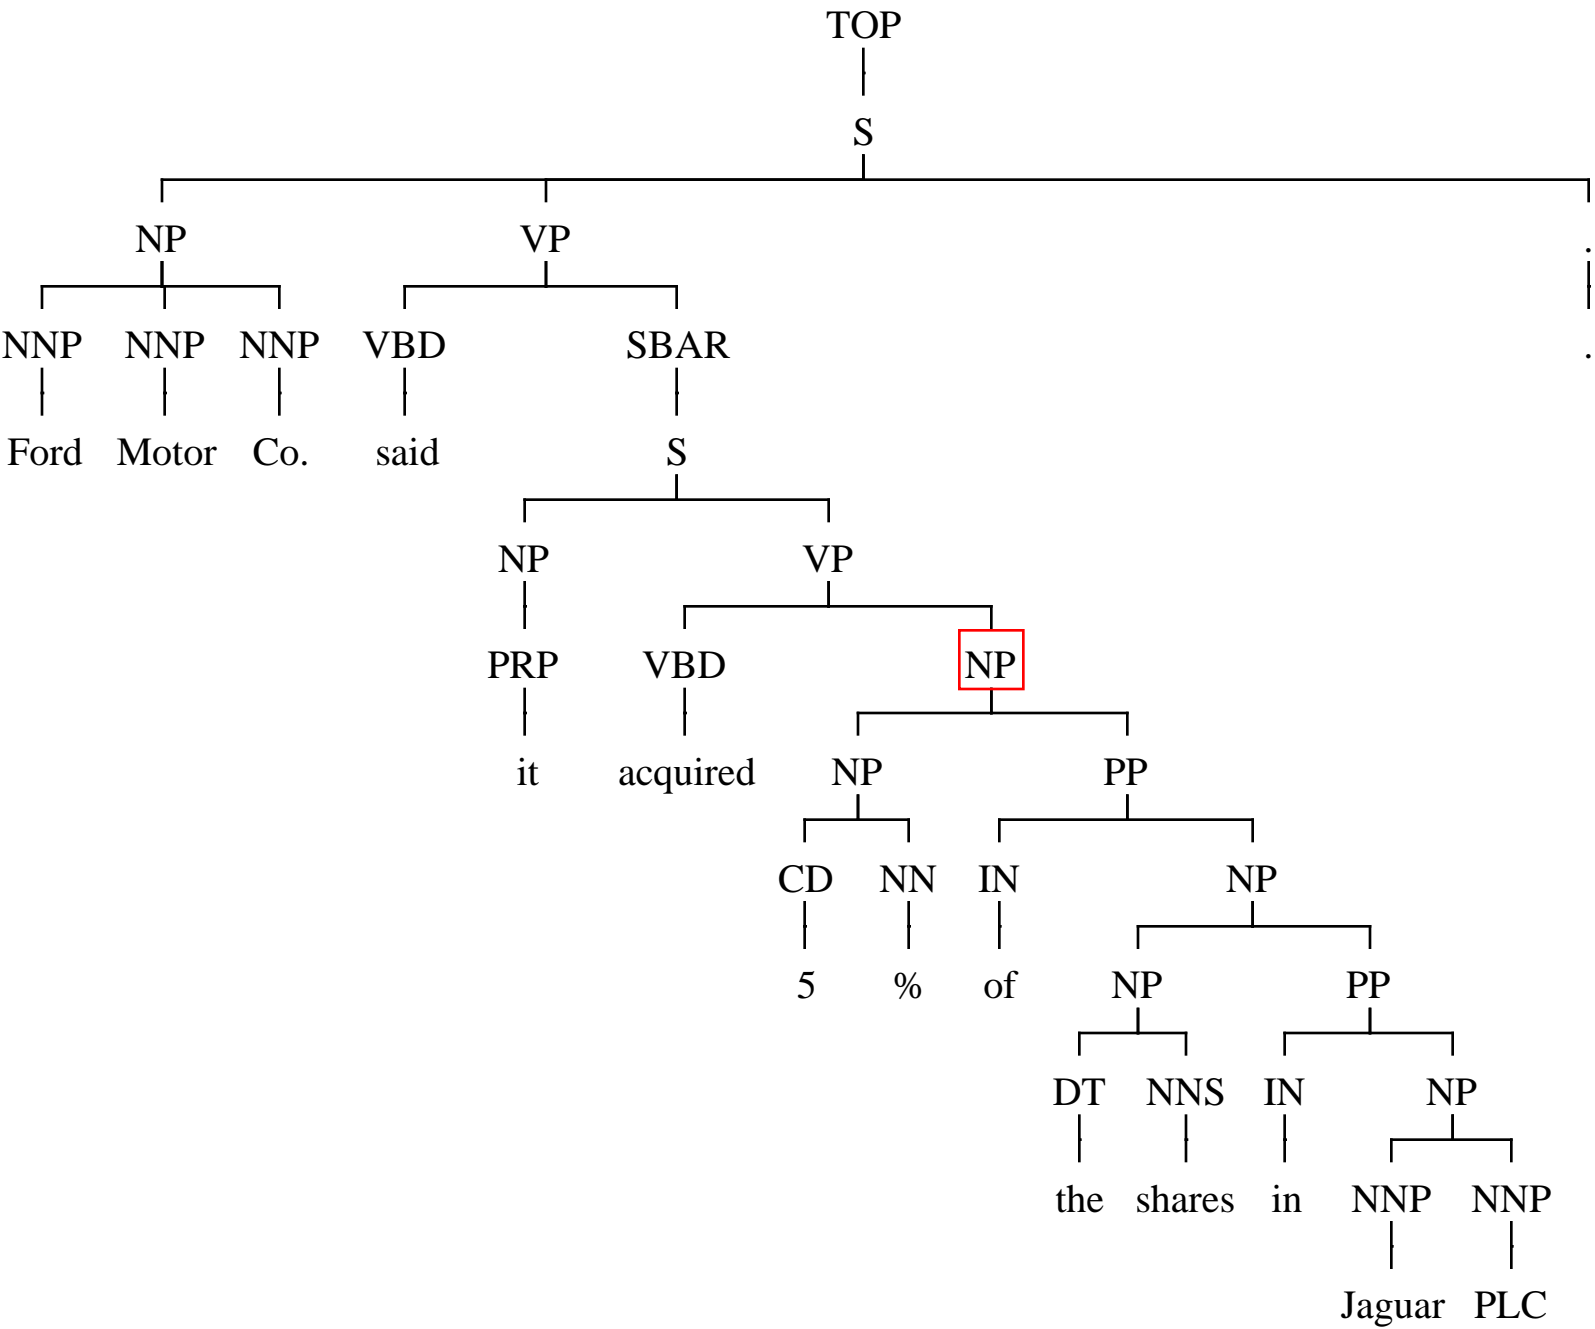 TOP
S
NP VP .
NNP NNP NNP VBD SBAR .
Ford Motor Co. said S
NP VP
PRP VBD NP
it acquired NP PP
CD NN IN NP
5 % of NP PP
DT NNS IN NP
the shares in NNP NNP
Jaguar PLC